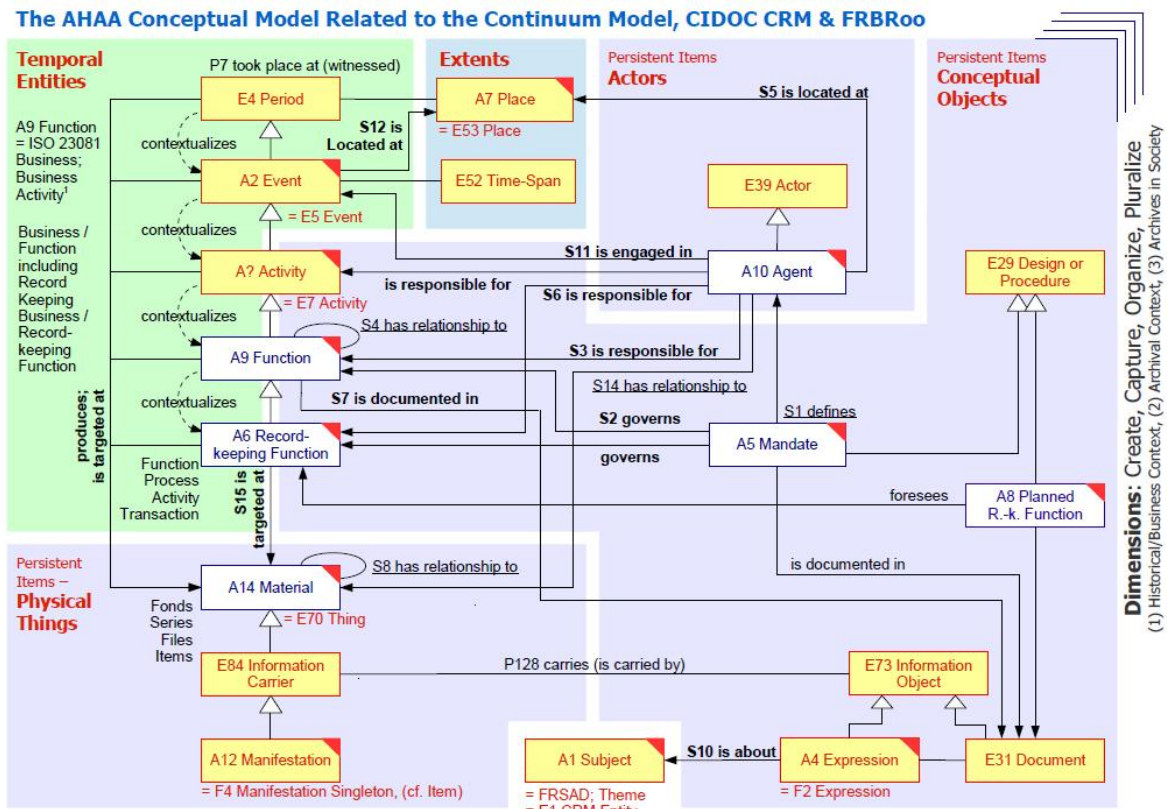 The AHAA Conceptual Model Related to the Continuum Model, CIDOC CRM & FRBRoo
Temporal
Entities
P7 took place at (witnessed)
E4 Period
Extents
A7 Place
= E53 Place
Persistent Items
Actors
S5 is located at
Persistent Items
Conceptual
Objects
A9 Function
= ISO 23081
Business;
Business
Activity¹
contextualizes
S12 is
Located at
A2 Event
= E5 Event
E52 Time-Span
E39 Actor
Business /
Function
including
Record
Keeping
Business /
Record-
keeping
Function
contextualizes
S11 is engaged in
A? Activity
= E7 Activity
is responsible for
A10 Agent
S6 is responsible for
E29 Design or
Procedure
contextualizes
S4 has relationship to
A9 Function
S3 is responsible for
S14 has relationship to
contextualizes
S7 is documented in
S2 governs
S1 defines
A6 Record-
keeping Function
governs
A5 Mandate
produces;
is targeted at
Function
Process
Activity
Transaction
S15 is
targeted at
foresees
A8 Planned
R.-k. Function
Persistent
Items –
Physical
Things
A14 Material
S8 has relationship to
= E70 Thing
is documented in
Fonds
Series
Files
Items
E84 Information
Carrier
P128 carries (is carried by)
E73 Information
Object
A12 Manifestation
= F4 Manifestation Singleton, (cf. Item)
A1 Subject
= FRSAD; Theme
= E1 CRM Entity
S10 is about
A4 Expression
= F2 Expression
E31 Document
Dimensions: Create, Capture, Organize, Pluralize
(1) Historical/Business Context, (2) Archival Context, (3) Archives in Society